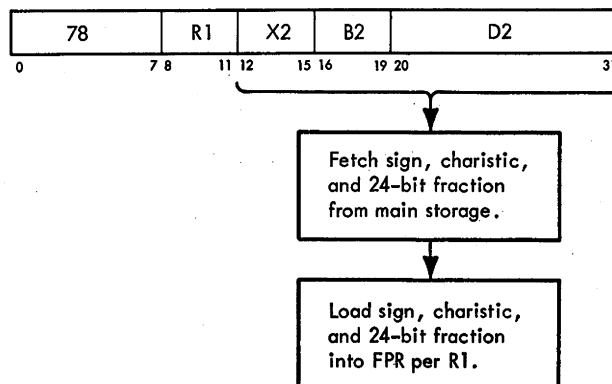 78 R1 X2 B2 D2
0 7 8 11 12 15 16 19 20 31
Fetch sign, charistic,
and 24-bit fraction
from main storage.
Load sign, charistic,
and 24-bit fraction
into FPR per R1.